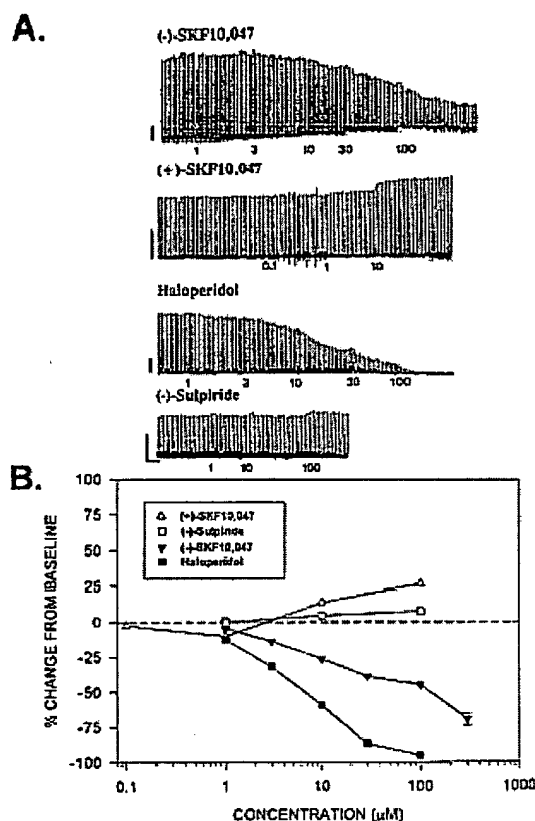 A.
(-)-SKF10,047
1 3 10 30 100
(+)-SKF10,047
0.1 1 10
Haloperidol
1 3 10 30 100
(-)-Sulpiride
1 10 100
B.
100
75
50
25
0
-25
-50
-75
-100
% CHANGE FROM BASELINE
(+)-SKF10,047
(-)-Sulpiride
(-)-SKF10,047
Haloperidol
0.1 1 10 100 1000
CONCENTRATION [µM]